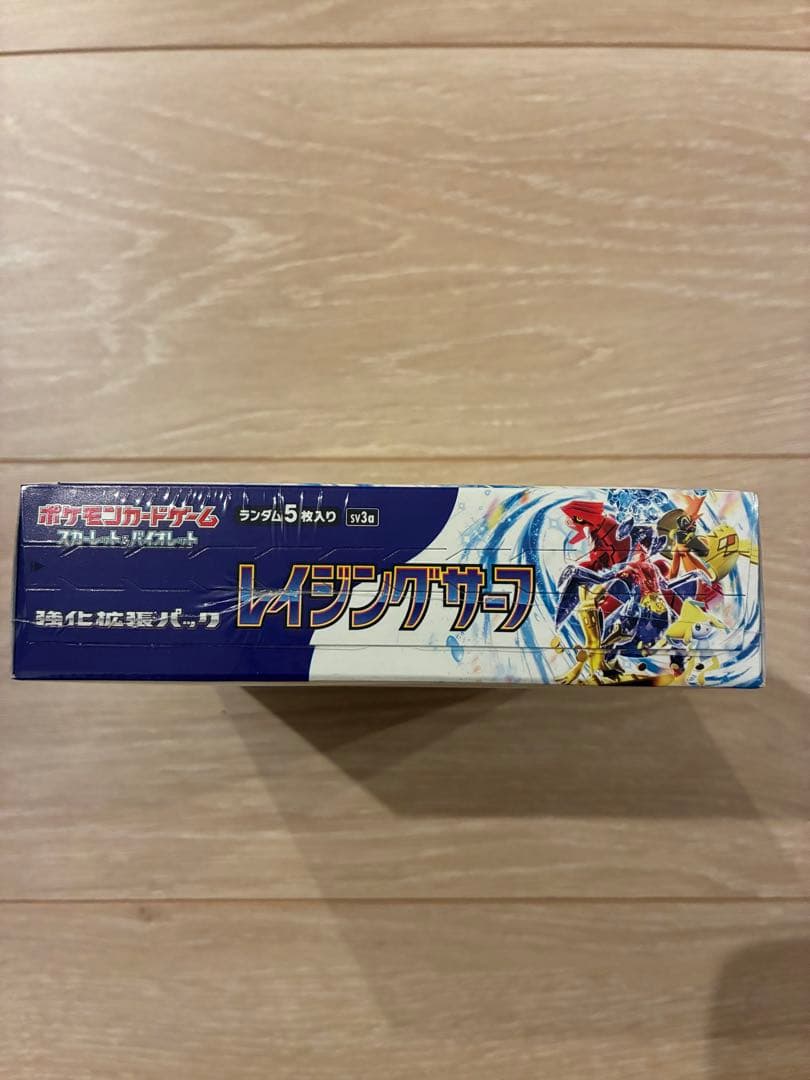 ポケモンカードゲーム
スカーレット&バイオレット
ランダム5枚入り sv3a
強化拡張パック レイジングサーフ